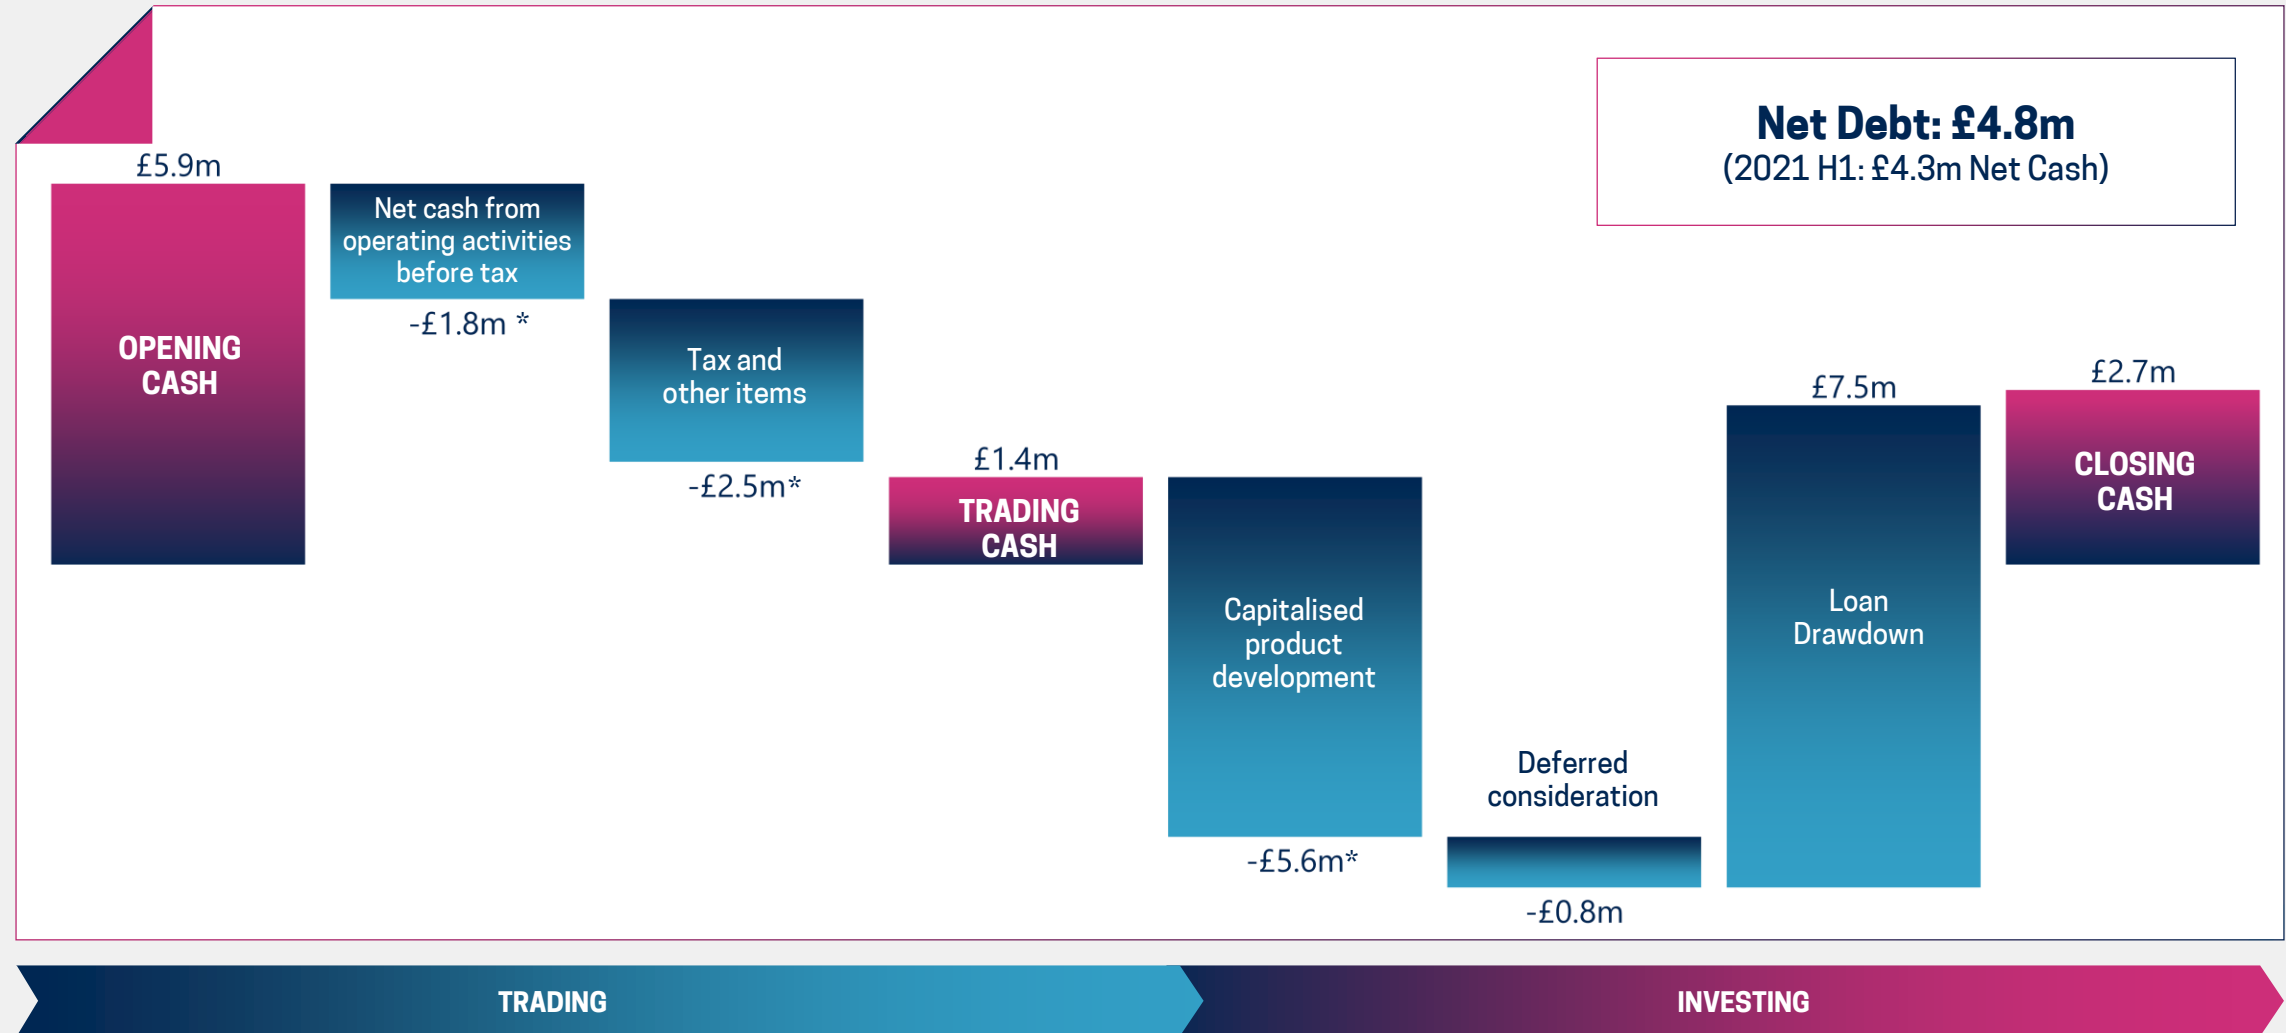 Net Debt: £4.8m
(2021 H1: £4.3m Net Cash)
£5.9m
OPENING
CASH
Net cash from
operating activities
before tax
-£1.8m *
Tax and
other items
-£2.5m*
£1.4m
TRADING
CASH
Capitalised
product
development
-£5.6m*
Deferred
consideration
-£0.8m
£7.5m
Loan
Drawdown
£2.7m
CLOSING
CASH
TRADING
INVESTING